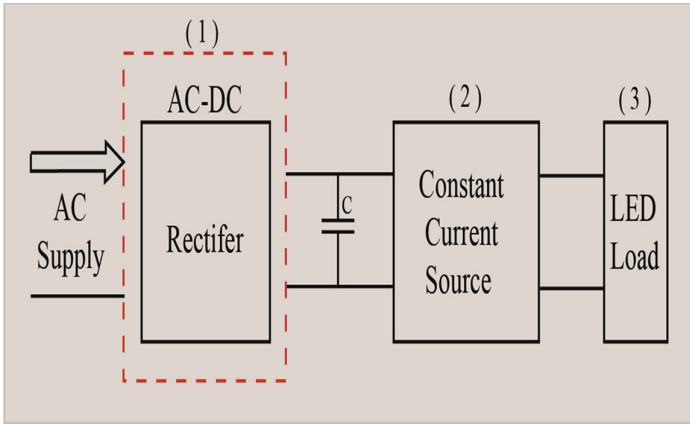 (1)
AC-DC
Rectifer
AC
Supply
C
(2)
Constant
Current
Source
(3)
LED
Load